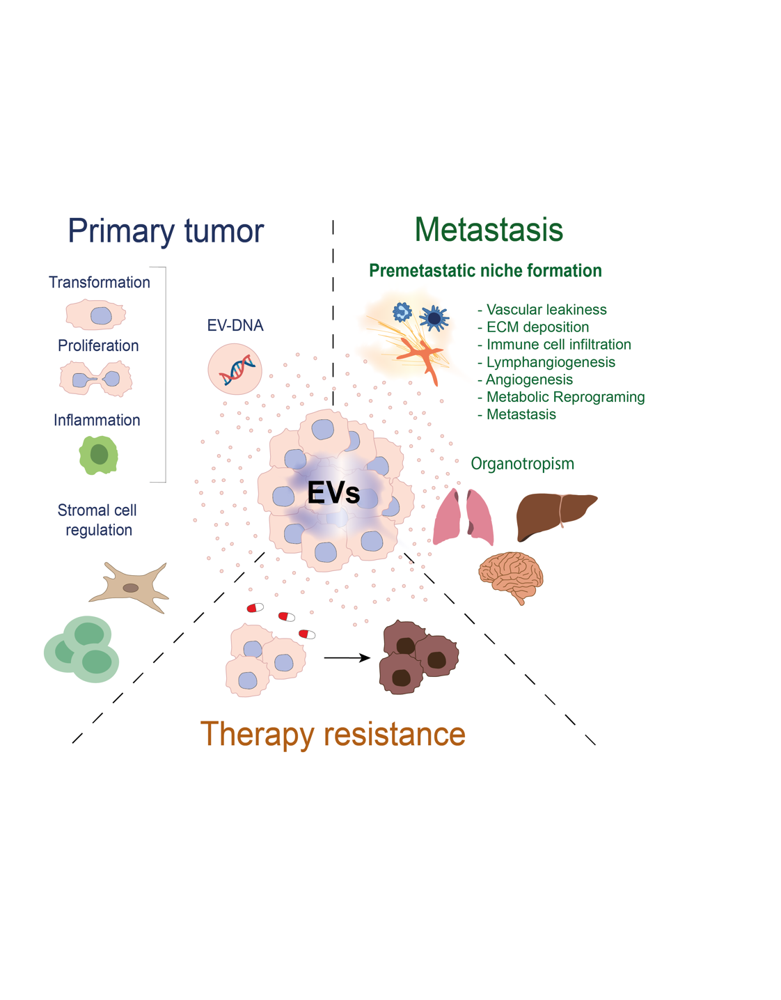 Primary tumor
Transformation
Proliferation
Inflammation
EV-DNA
Stromal cell
regulation
Metastasis
Premetastatic niche formation
- Vascular leakiness
- ECM deposition
- Immune cell infiltration
- Lymphangiogenesis
- Angiogenesis
- Metabolic Reprograming
- Metastasis
Organotropism
EVs
Therapy resistance